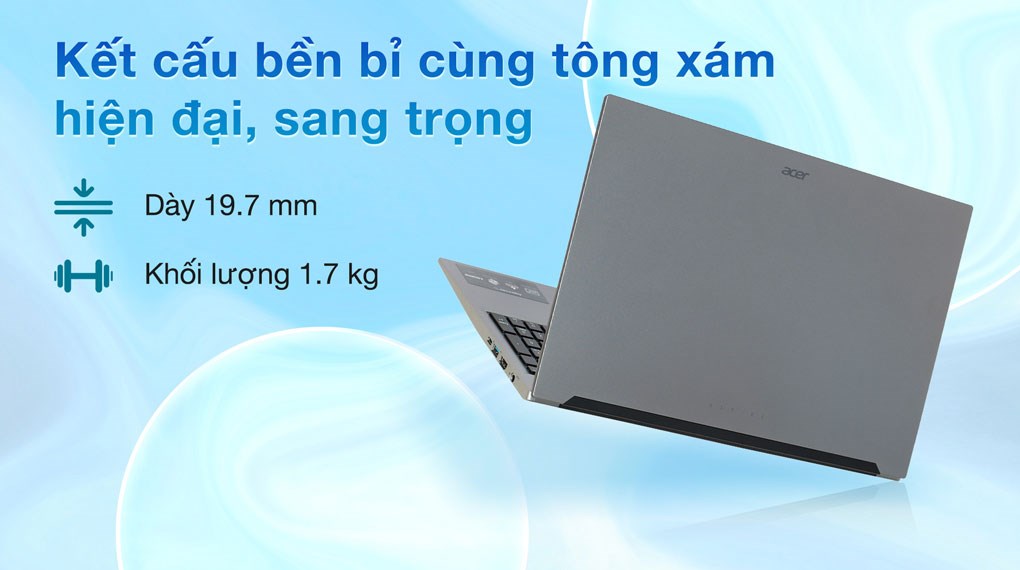 Kết cấu bền bỉ cùng tông xám
hiện đại, sang trọng
Dày 19.7 mm
Khối lượng 1.7 kg
acer